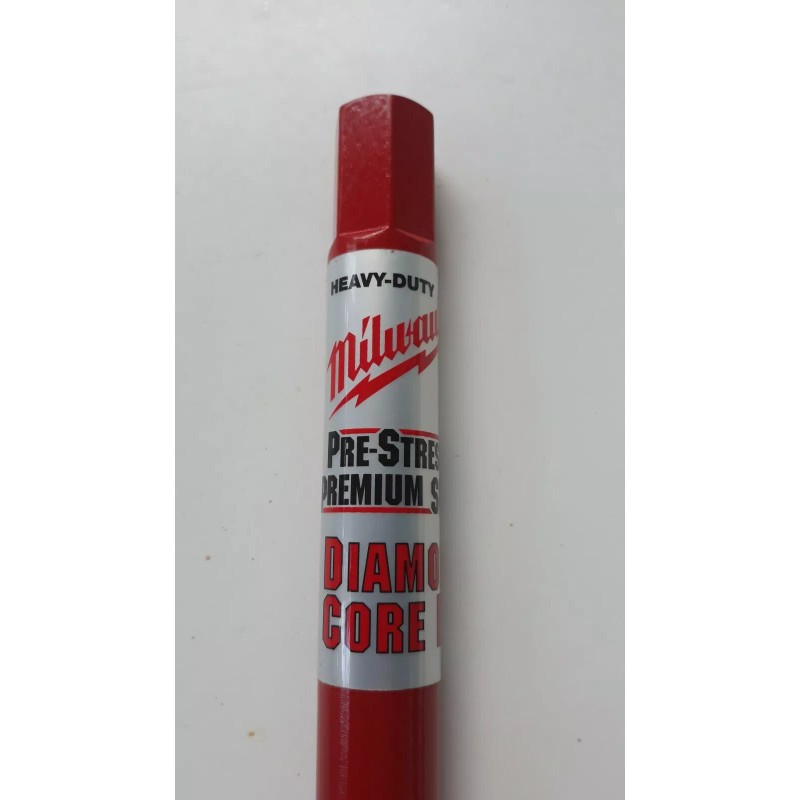 HEAVY-DUTY
Milwau
PRE-STRES
PREMIUM S
DIAMO
CORE